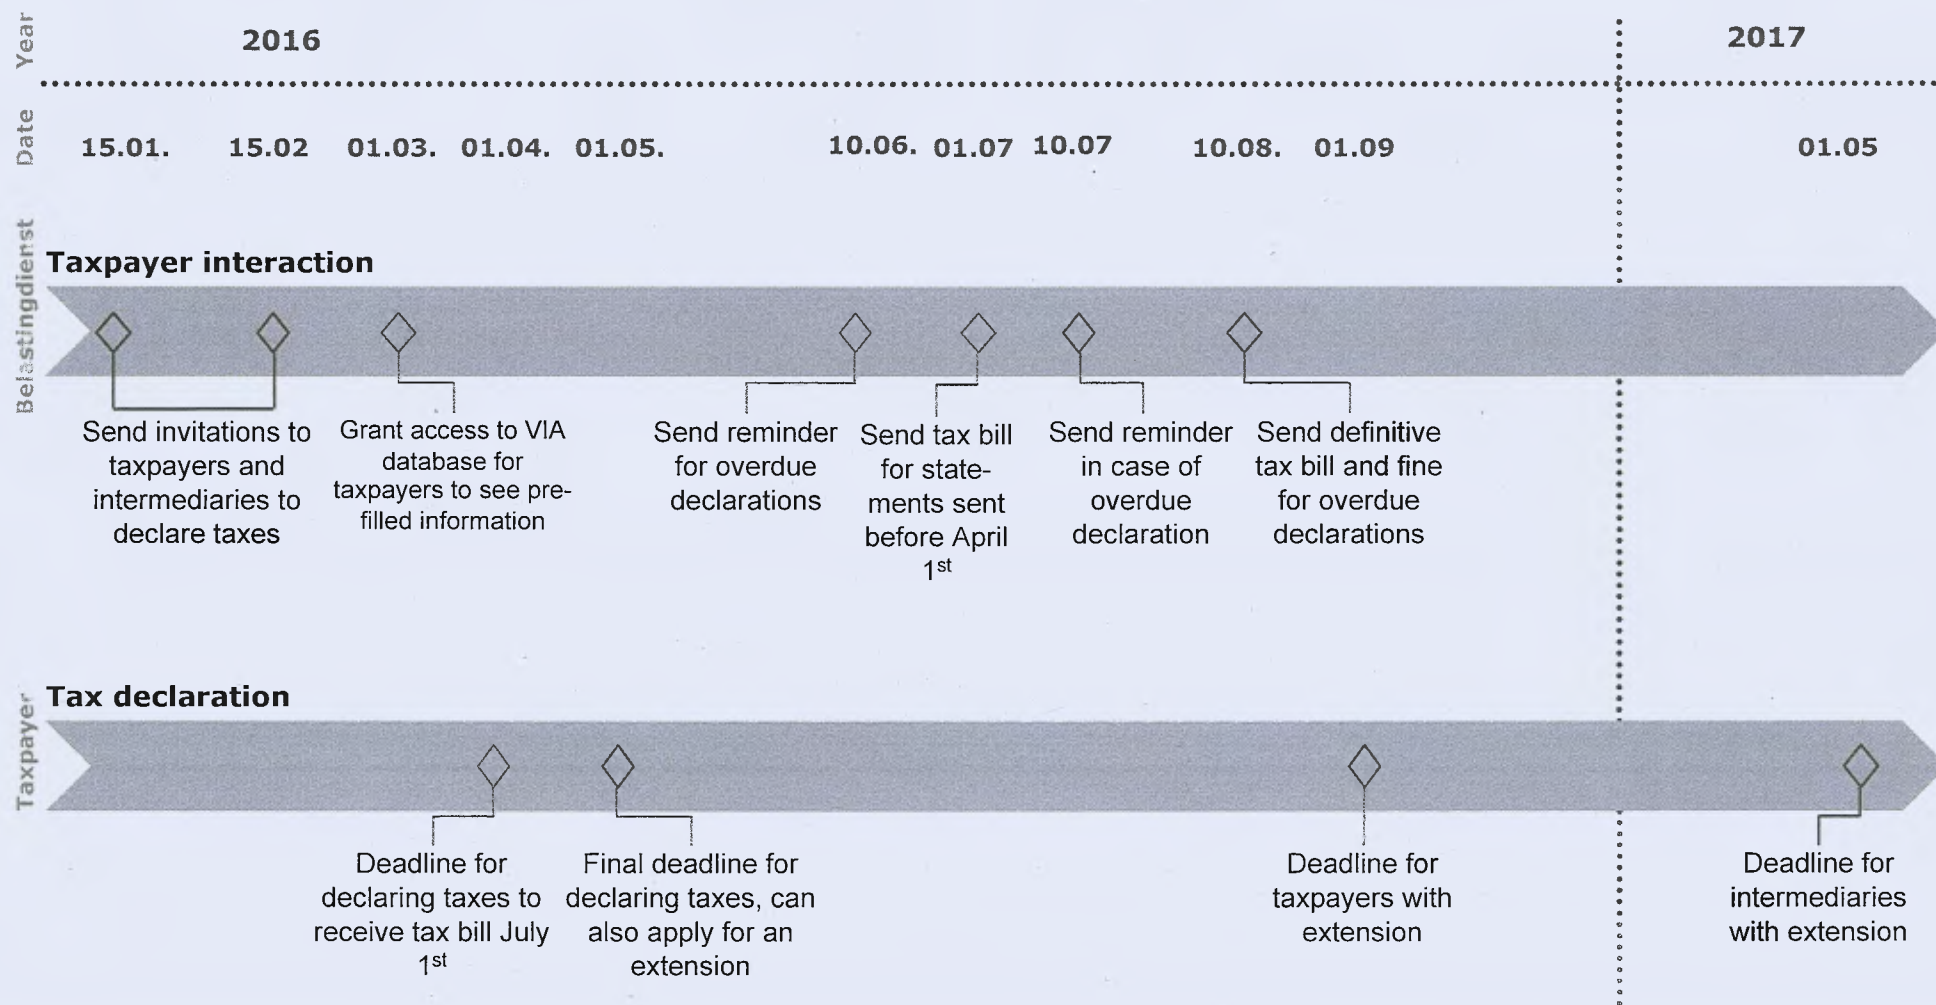 Year
2016
2017
Date
15.01.
15.02
01.03.
01.04.
01.05.
10.06.
01.07
10.07
10.08.
01.09
01.05
Belastingdienst
Taxpayer interaction
Send invitations to
taxpayers and
intermediaries to
declare taxes
Grant access to VIA
database for
taxpayers to see pre-
filled information
Send reminder
for overdue
declarations
Send tax bill
for state-
ments sent
before April
1st
Send reminder
in case of
overdue
declaration
Send definitive
tax bill and fine
for overdue
declarations
Taxpayer
Tax declaration
Deadline for
declaring taxes to
receive tax bill July
1st
Final deadline for
declaring taxes, can
also apply for an
extension
Deadline for
taxpayers with
extension
Deadline for
intermediaries
with extension